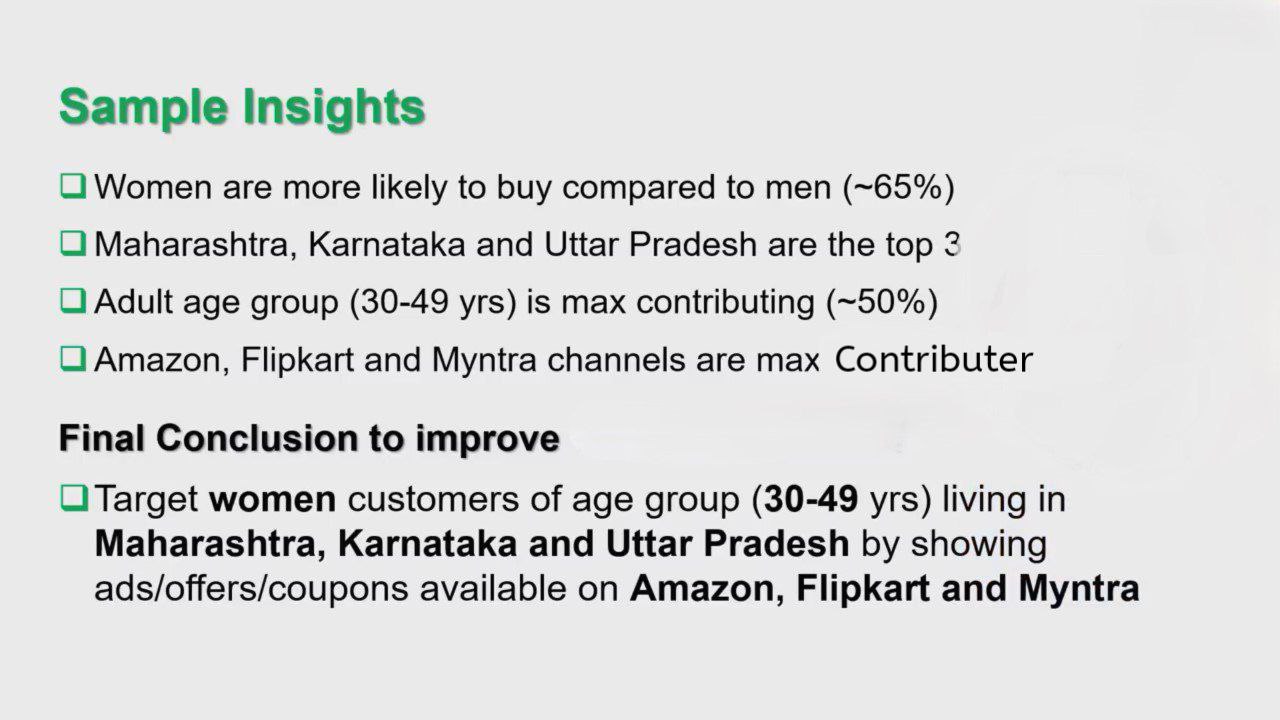 Sample Insights
Women are more likely to buy compared to men (~65%)
Maharashtra, Karnataka and Uttar Pradesh are the top 3
Adult age group (30-49 yrs) is max contributing (~50%)
Amazon, Flipkart and Myntra channels are max Contributer
Final Conclusion to improve
Target women customers of age group (30-49 yrs) living in
Maharashtra, Karnataka and Uttar Pradesh by showing
ads/offers/coupons available on Amazon, Flipkart and Myntra